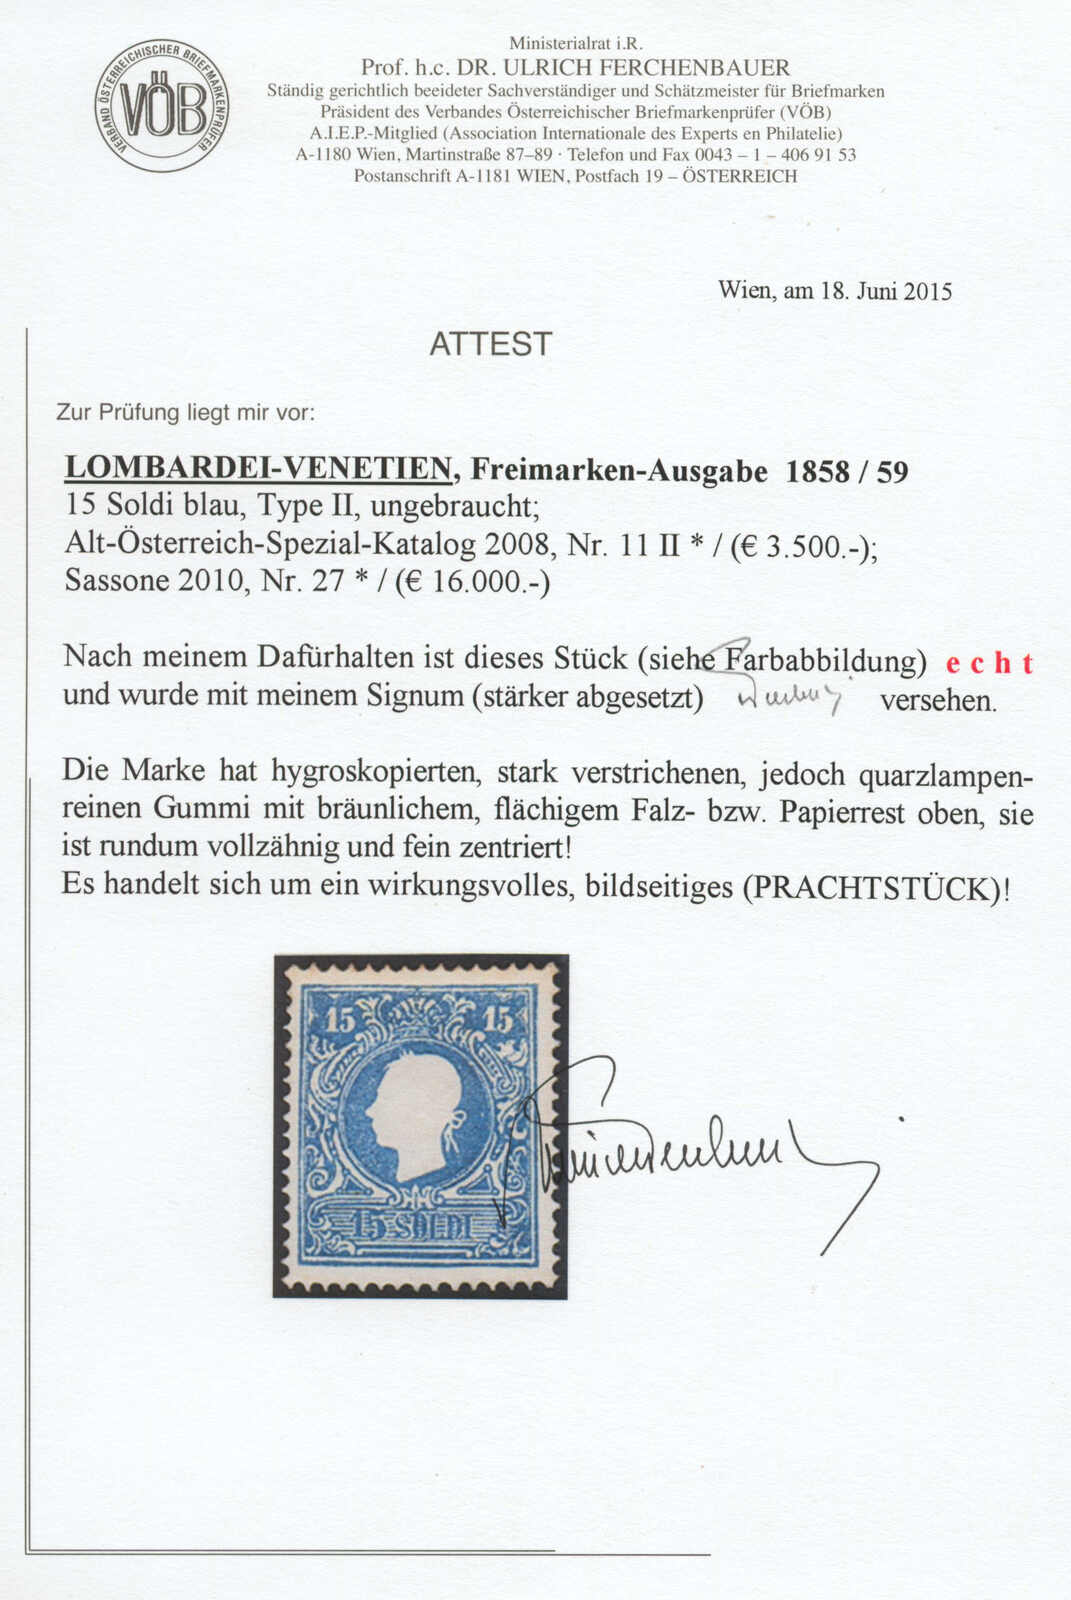 VERBAND ÖSTERREICHISCHER BRIEFMARKENPRÜFER
VÖB
Ministerialrat i.R.
Prof. h.c. DR. ULRICH FERCHENBAUER
Ständig gerichtlich beeideter Sachverständiger und Schätzmeister für Briefmarken
Präsident des Verbandes Österreichischer Briefmarkenprüfer (VÖB)
A.I.E.P.-Mitglied (Association Internationale des Experts en Philatelie)
A-1180 Wien, Martinstraße 87–89 · Telefon und Fax 0043 – 1 – 406 91 53
Postanschrift A-1181 WIEN, Postfach 19 – ÖSTERREICH
Wien, am 18. Juni 2015
ATTEST
Zur Prüfung liegt mir vor:
LOMBARDEI-VENETIEN, Freimarken-Ausgabe 1858 / 59
15 Soldi blau, Type II, ungebraucht;
Alt-Österreich-Spezial-Katalog 2008, Nr. 11 II * / (€ 3.500.-);
Sassone 2010, Nr. 27 * / (€ 16.000.-)
Nach meinem Dafürhalten ist dieses Stück (siehe Farbabbildung) e c h t
und wurde mit meinem Signum (stärker abgesetzt) versehen.
Die Marke hat hygroskopierten, stark verstrichenen, jedoch quarzlampen-
reinen Gummi mit bräunlichem, flächigem Falz- bzw. Papierrest oben, sie
ist rundum vollzähnig und fein zentriert!
Es handelt sich um ein wirkungsvolles, bildseitiges (PRACHTSTÜCK)!
15 15
15 SOLDI